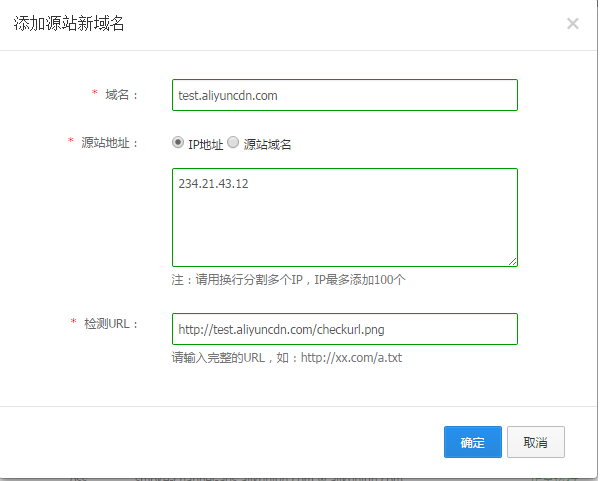 添加源站新域名
* 域名：
test.aliyuncdn.com
* 源站地址：
IP地址 源站域名
234.21.43.12
注：请用换行分割多个IP，IP最多添加100个
* 检测URL：
http://test.aliyuncdn.com/checkurl.png
请输入完整的URL，如：http://xx.com/a.txt
确定 取消